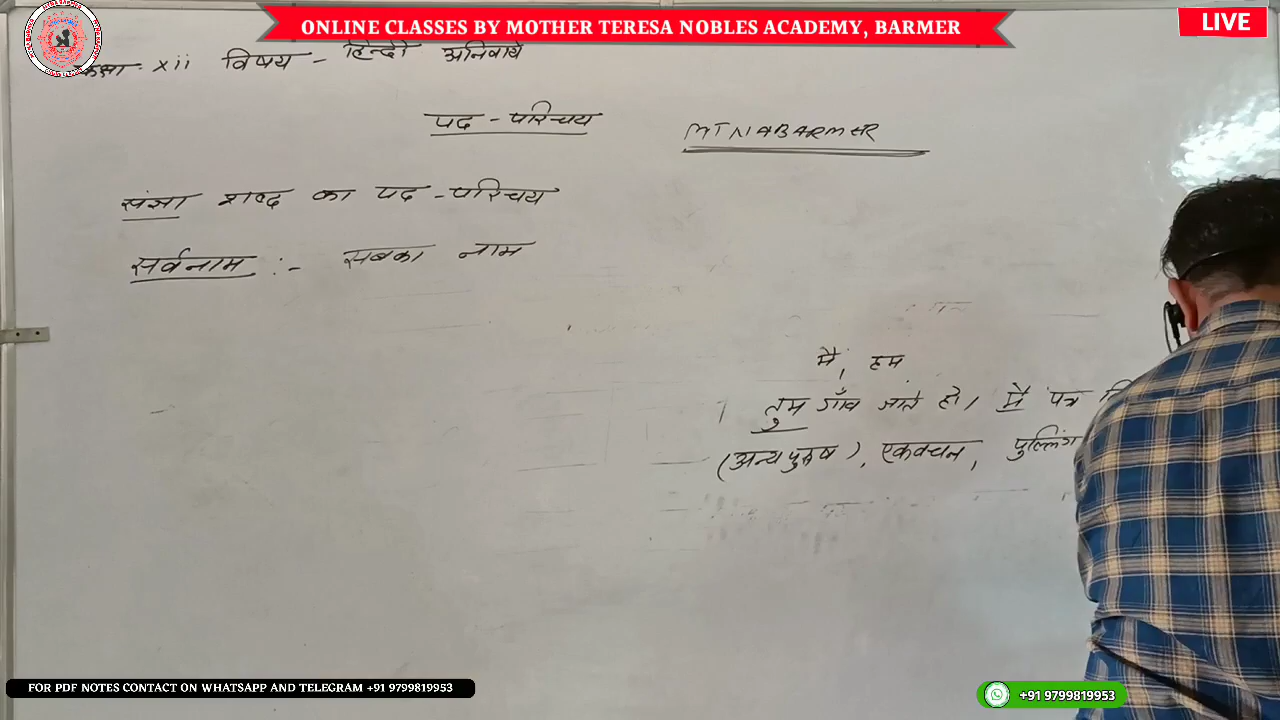 ONLINE CLASSES BY MOTHER TERESA NOBLES ACADEMY, BARMER
LIVE
कक्षा: xii विषय - हिन्दी अनिवार्य
पद - परिचय
MTNABARMER
संज्ञा शब्द का पद - परिचय
सर्वनाम :- सबका नाम
मैं, हम
तुम गाँव जाते हो। मैं पत्र
(अन्यपुरुष), एकवचन, पुल्लिंग
FOR PDF NOTES CONTACT ON WHATSAPP AND TELEGRAM +91 9799819953
+91 9799819953